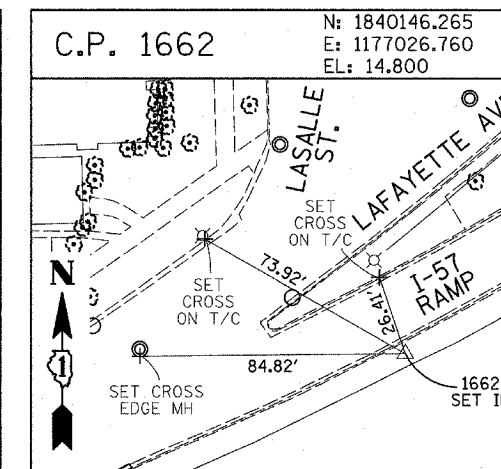 C.P. 1662
N: 1840146.265
E: 1177026.760
EL: 14.800
LASALLE
ST.
LAFAYETTE AV
SET
CROSS
ON T/C
73.92'
SET
CROSS
ON T/C
I-57
RAMP
26.41'
N
1
84.82'
SET CROSS
EDGE MH
1662
SET I